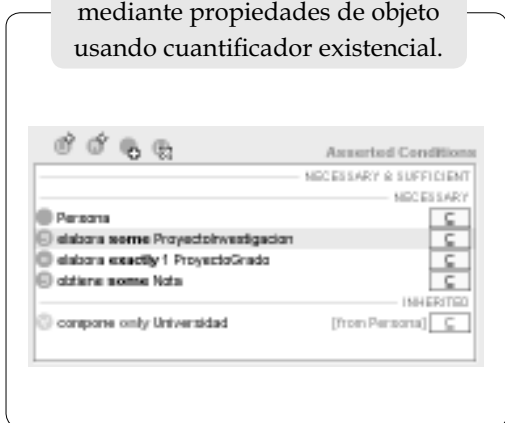 mediante propiedades de objeto
usando cuantificador existencial.
Asserted Conditions
NECESSARY & SUFFICIENT
NECESSARY
Persona
elabora some ProyectoInvestigacion
elabora exactly 1 ProyectoGrado
obtiene some Nota
INHERITED
compone only Universidad [from Persona]